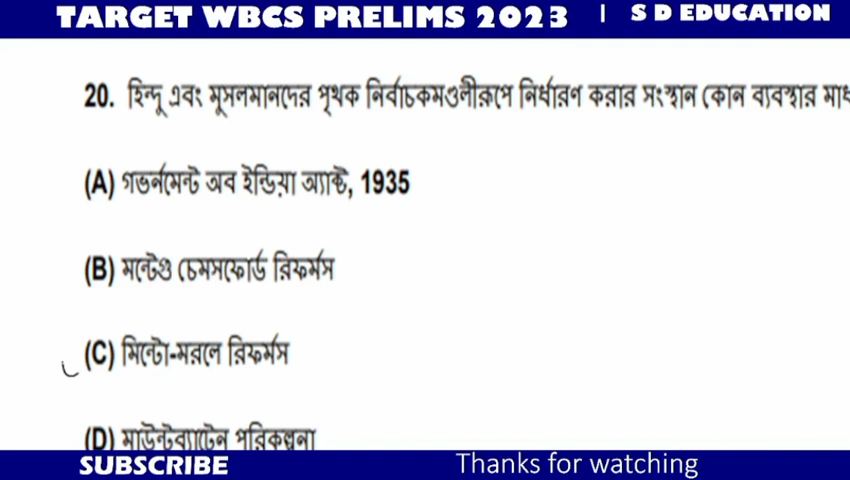 TARGET WBCS PRELIMS 2023 | S D EDUCATION
20. হিন্দু এবং মুসলমানদের পৃথক নির্বাচকমণ্ডলীরূপে নির্ধারণ করার সংস্থান কোন ব্যবস্থার
(A) গভর্নমেন্ট অব ইন্ডিয়া অ্যাক্ট, 1935
(B) মন্টেগু চেমসফোর্ড রিফর্মস
(C) মিন্টো-মরলে রিফর্মস
(D) মাউন্টব্যাটেন পরিকল্পনা
SUBSCRIBE Thanks for watching